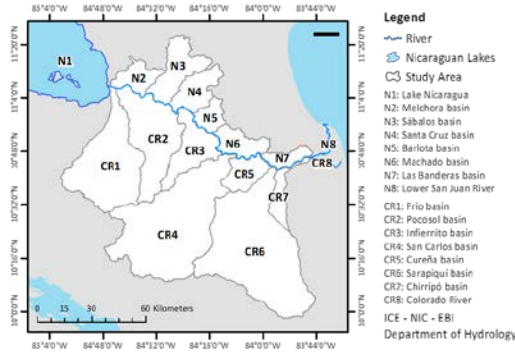 85°4'0"W 84°48'0"W 84°32'0"W 84°16'0"W 84°0'0"W 83°44'0"W
11°20'0"N 11°4'0"N 10°48'0"N 10°32'0"N 10°16'0"N 10°0'0"N
N1
N2
N3
N4
N5
N6
N7
N8
CR1
CR2
CR3
CR4
CR5
CR6
CR7
CR8
0 15 30 60 Kilometers
Legend
River
Nicaraguan Lakes
Study Area
N1: Lake Nicaragua
N2: Melchora basin
N3: Sábalos basin
N4: Santa Cruz basin
N5: Barlota basin
N6: Machado basin
N7: Las Banderas basin
N8: Lower San Juan River
CR1: Frío basin
CR2: Pocosol basin
CR3: Infiernito basin
CR4: San Carlos basin
CR5: Cureña basin
CR6: Sarapiquí basin
CR7: Chirripó basin
CR8: Colorado River
ICE - NIC - EBI
Department of Hydrology